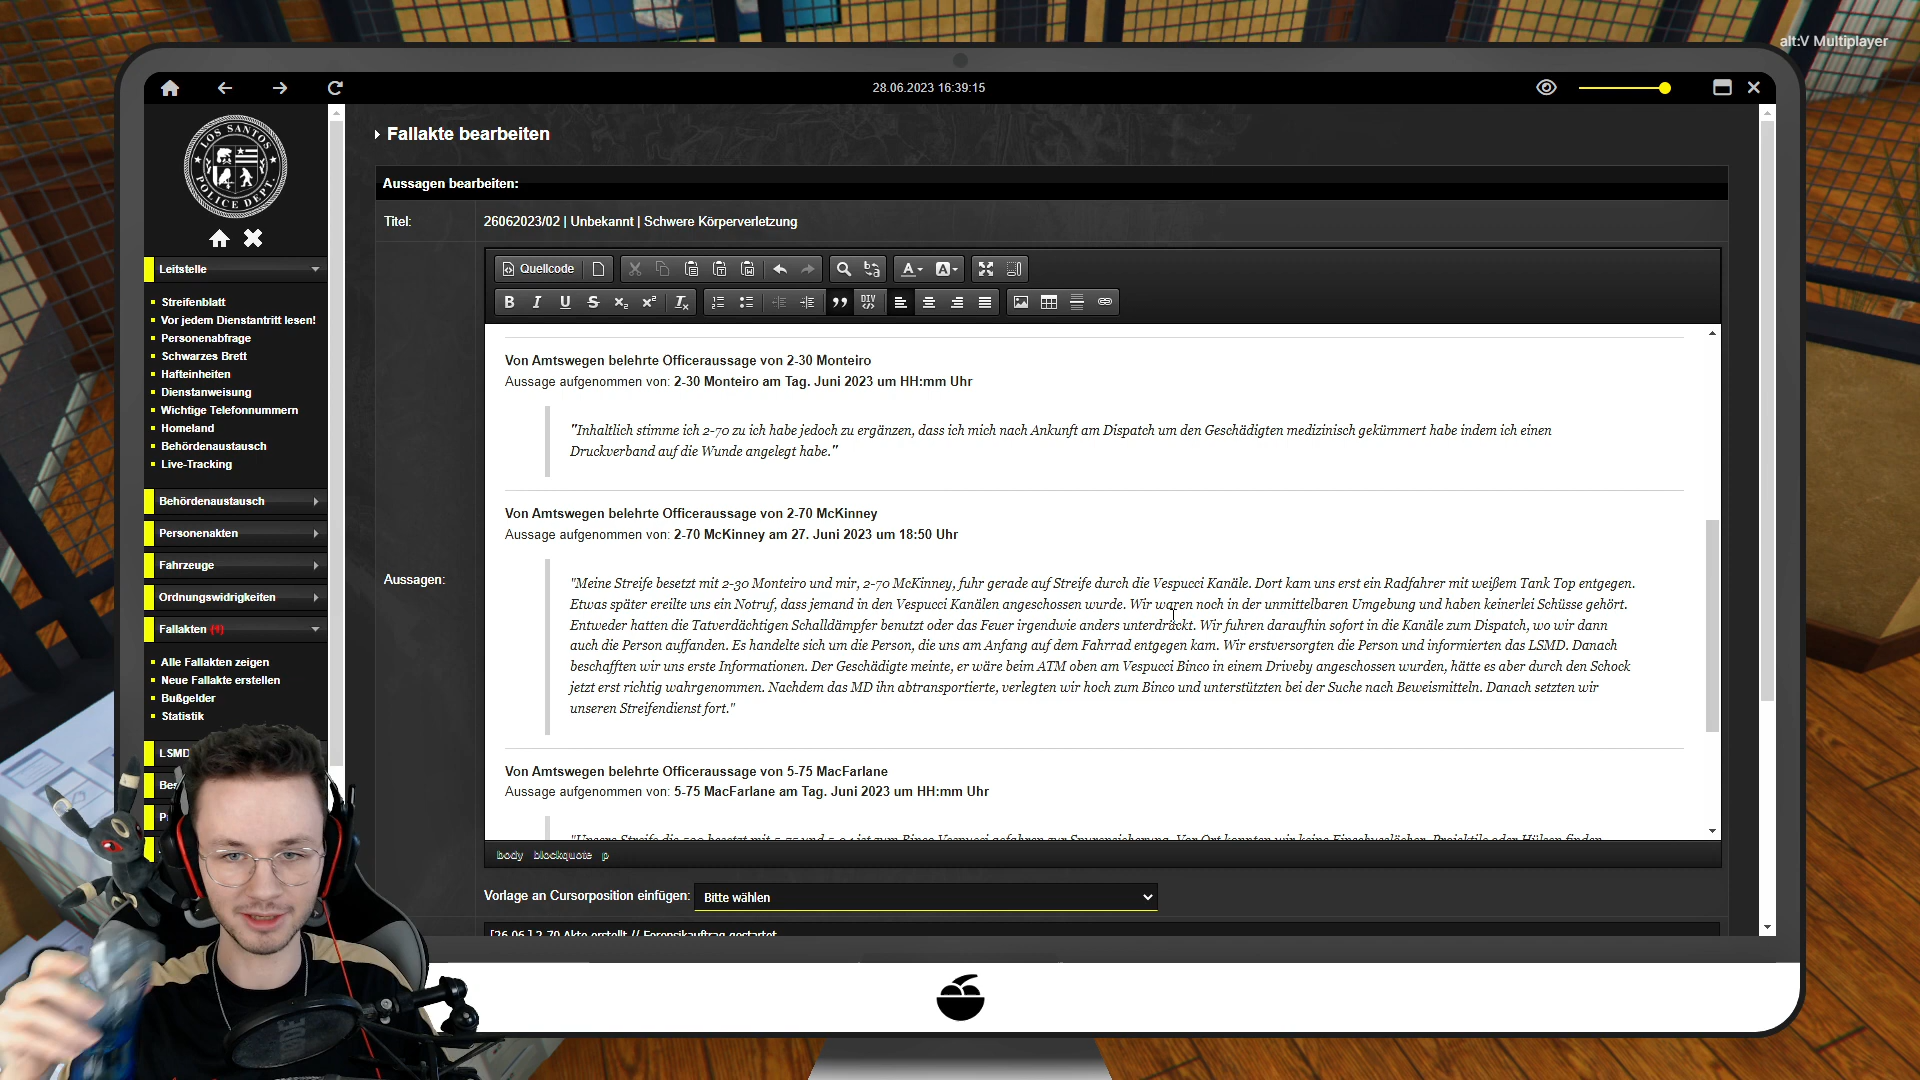 alt:V Multiplayer
28.06.2023 16:39:15
LOS SANTOS
POLICE DEPT.
Leitstelle
Streifenblatt
Vor jedem Dienstantritt lesen!
Personenabfrage
Schwarzes Brett
Hafteinheiten
Dienstanweisung
Wichtige Telefonnummern
Homeland
Behördenaustausch
Live-Tracking
Behördenaustausch
Personenakten
Fahrzeuge
Ordnungswidrigkeiten
Fallakten (4)
Alle Fallakten zeigen
Neue Fallakte erstellen
Bußgelder
Statistik
LSMD
Fallakte bearbeiten
Aussagen bearbeiten:
Titel:
26062023/02 | Unbekannt | Schwere Körperverletzung
Aussagen:
Quellcode
Von Amtswegen belehrte Officeraussage von 2-30 Monteiro
Aussage aufgenommen von: 2-30 Monteiro am Tag. Juni 2023 um HH:mm Uhr
"Inhaltlich stimme ich 2-70 zu ich habe jedoch zu ergänzen, dass ich mich nach Ankunft am Dispatch um den Geschädigten medizinisch gekümmert habe indem ich einen
Druckverband auf die Wunde angelegt habe."
Von Amtswegen belehrte Officeraussage von 2-70 McKinney
Aussage aufgenommen von: 2-70 McKinney am 27. Juni 2023 um 18:50 Uhr
"Meine Streife besetzt mit 2-30 Monteiro und mir, 2-70 McKinney, fuhr gerade auf Streife durch die Vespucci Kanäle. Dort kam uns erst ein Radfahrer mit weißem Tank Top entgegen.
Etwas später ereilte uns ein Notruf, dass jemand in den Vespucci Kanälen angeschossen wurde. Wir waren noch in der unmittelbaren Umgebung und haben keinerlei Schüsse gehört.
Entweder hatten die Tatverdächtigen Schalldämpfer benutzt oder das Feuer irgendwie anders unterdrückt. Wir fuhren daraufhin sofort in die Kanäle zum Dispatch, wo wir dann
auch die Person auffanden. Es handelte sich um die Person, die uns am Anfang auf dem Fahrrad entgegen kam. Wir erstversorgten die Person und informierten das LSMD. Danach
beschafften wir uns erste Informationen. Der Geschädigte meinte, er wäre beim ATM oben am Vespucci Binco in einem Driveby angeschossen wurden, hätte es aber durch den Schock
jetzt erst richtig wahrgenommen. Nachdem das MD ihn abtransportierte, verlegten wir hoch zum Binco und unterstützten bei der Suche nach Beweismitteln. Danach setzten wir
unseren Streifendienst fort."
Von Amtswegen belehrte Officeraussage von 5-75 MacFarlane
Aussage aufgenommen von: 5-75 MacFarlane am Tag. Juni 2023 um HH:mm Uhr
body blockquote p
Vorlage an Cursorposition einfügen:
Bitte wählen
[26.06.] 2-70 Akte erstellt // Forensikauftrag gestartet